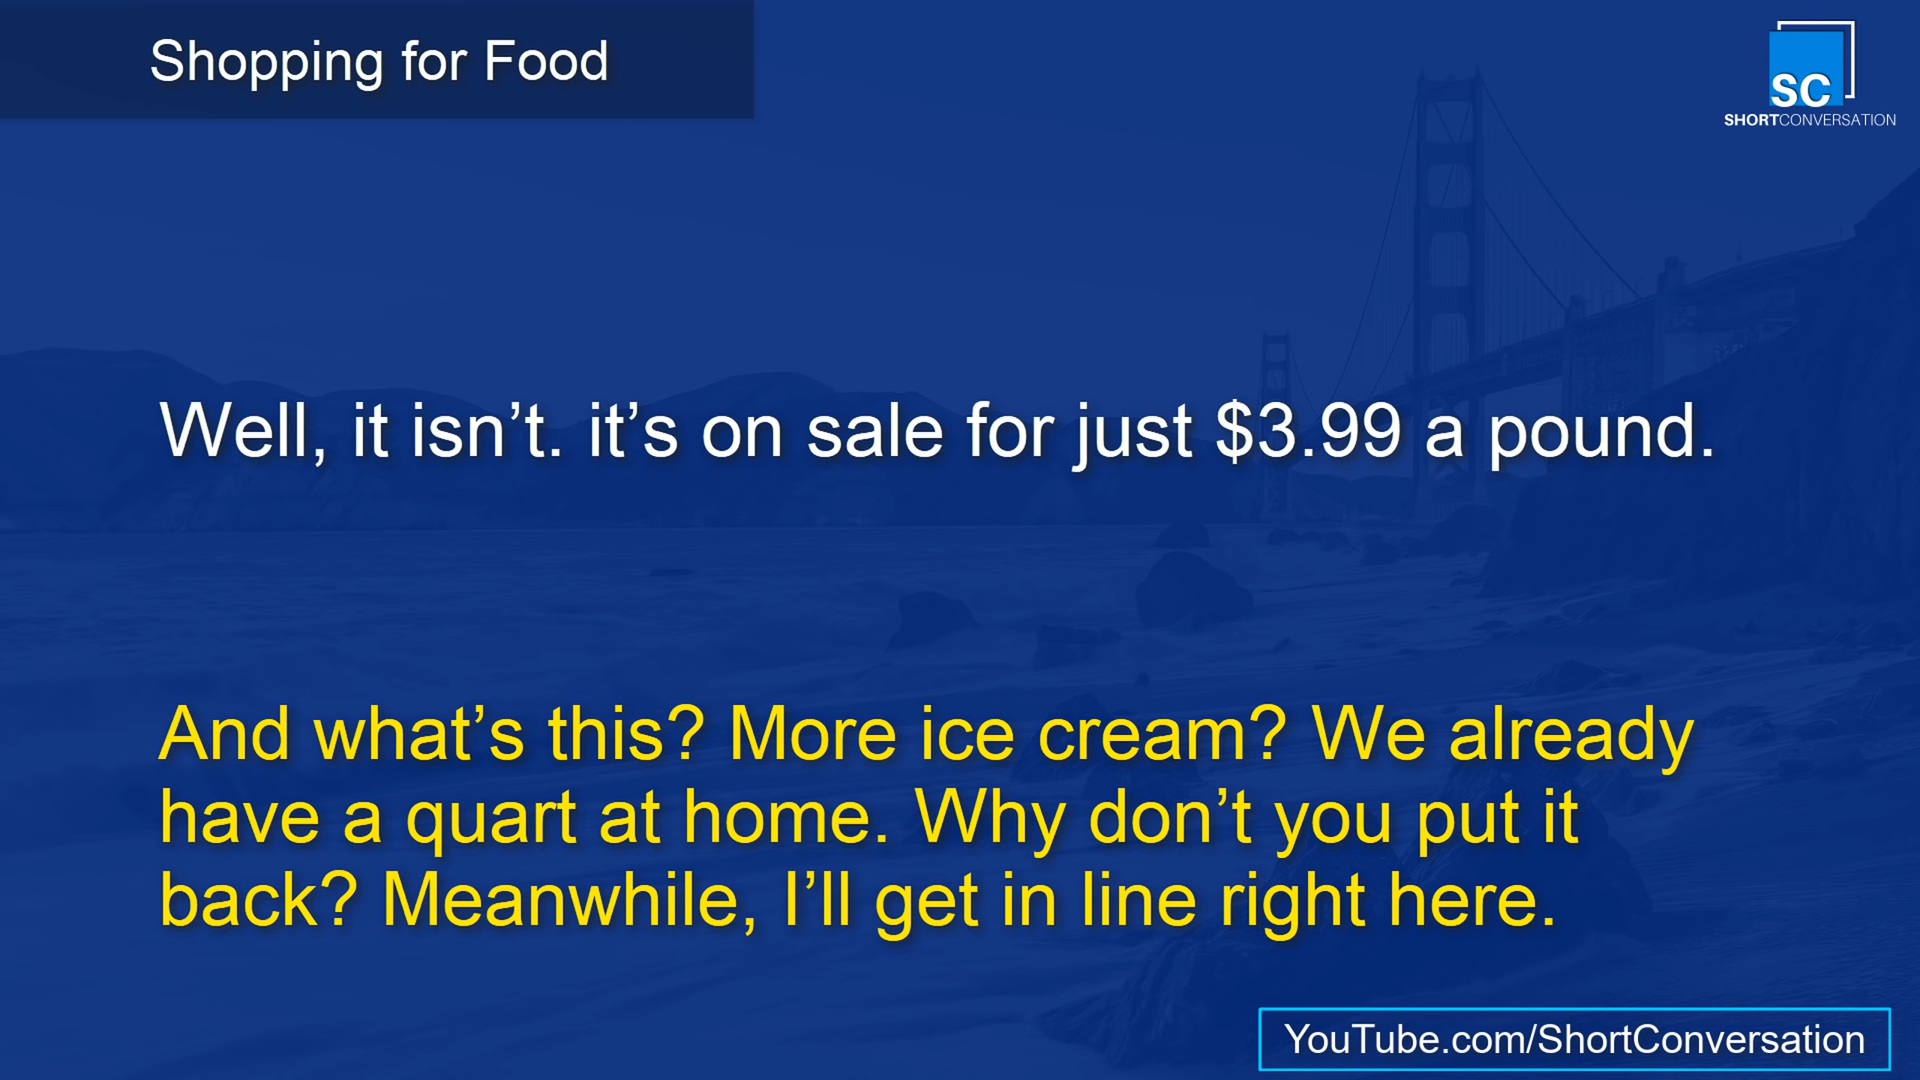 Shopping for Food
SC
SHORTCONVERSATION
Well, it isn’t. it’s on sale for just $3.99 a pound.
And what’s this? More ice cream? We already
have a quart at home. Why don’t you put it
back? Meanwhile, I’ll get in line right here.
YouTube.com/ShortConversation